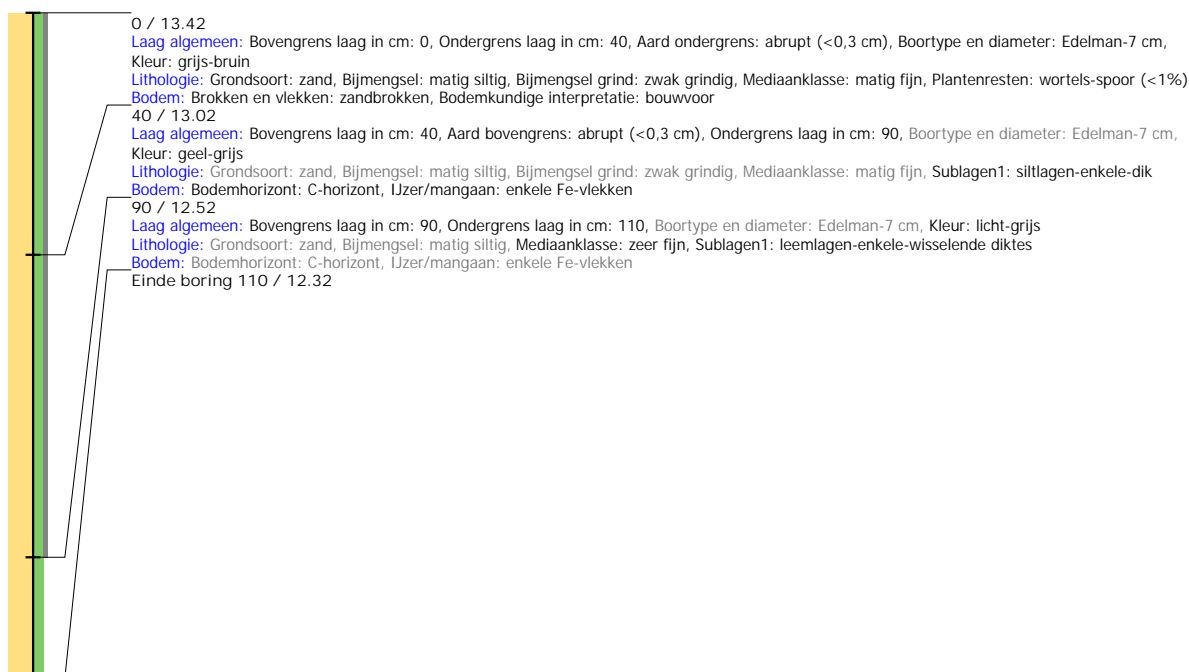 0 / 13.42
Laag algemeen: Bovengrens laag in cm: 0, Ondergrens laag in cm: 40, Aard ondergrens: abrupt (<0,3 cm), Boortype en diameter: Edelman-7 cm,
Kleur: grijs-bruin
Lithologie: Grondsoort: zand, Bijmengsel: matig siltig, Bijmengsel grind: zwak grindig, Mediaanklasse: matig fijn, Plantenresten: wortels-spoor (<1%)
Bodem: Brokken en vlekken: zandbrokken, Bodemkundige interpretatie: bouwvoor
40 / 13.02
Laag algemeen: Bovengrens laag in cm: 40, Aard bovengrens: abrupt (<0,3 cm), Ondergrens laag in cm: 90, Boortype en diameter: Edelman-7 cm,
Kleur: geel-grijs
Lithologie: Grondsoort: zand, Bijmengsel: matig siltig, Bijmengsel grind: zwak grindig, Mediaanklasse: matig fijn, Sublagen1: siltlagen-enkele-dik
Bodem: Bodemhorizont: C-horizont, IJzer/mangaan: enkele Fe-vlekken
90 / 12.52
Laag algemeen: Bovengrens laag in cm: 90, Ondergrens laag in cm: 110, Boortype en diameter: Edelman-7 cm, Kleur: licht-grijs
Lithologie: Grondsoort: zand, Bijmengsel: matig siltig, Mediaanklasse: zeer fijn, Sublagen1: leemlagen-enkele-wisselende diktes
Bodem: Bodemhorizont: C-horizont, IJzer/mangaan: enkele Fe-vlekken
Einde boring 110 / 12.32